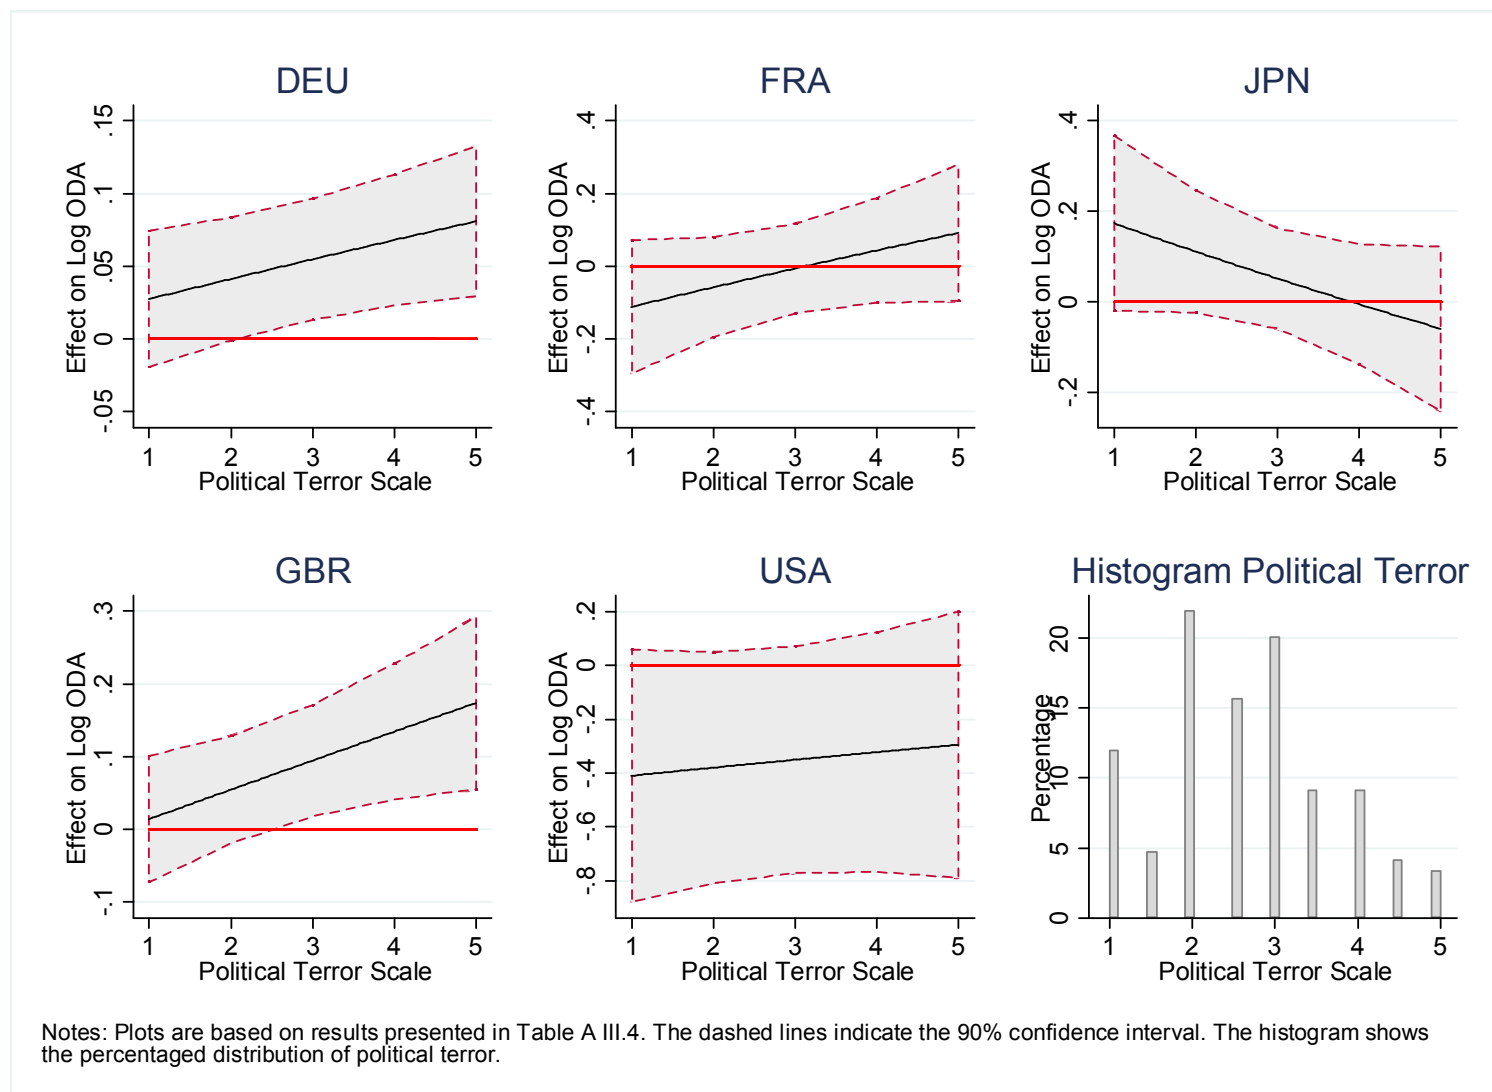 DEU
Effect on Log ODA
.15
.1
.05
0
-.05
1 2 3 4 5
Political Terror Scale
FRA
Effect on Log ODA
.4
.2
0
-.2
-.4
1 2 3 4 5
Political Terror Scale
JPN
Effect on Log ODA
.4
.2
0
-.2
1 2 3 4 5
Political Terror Scale
GBR
Effect on Log ODA
.3
.2
.1
0
-.1
1 2 3 4 5
Political Terror Scale
USA
Effect on Log ODA
.2
0
-.2
-.4
-.6
-.8
1 2 3 4 5
Political Terror Scale
Histogram Political Terror
Percentage
20
15
10
5
0
1 2 3 4 5
Political Terror Scale
Notes: Plots are based on results presented in Table A III.4. The dashed lines indicate the 90% confidence interval. The histogram shows
the percentaged distribution of political terror.